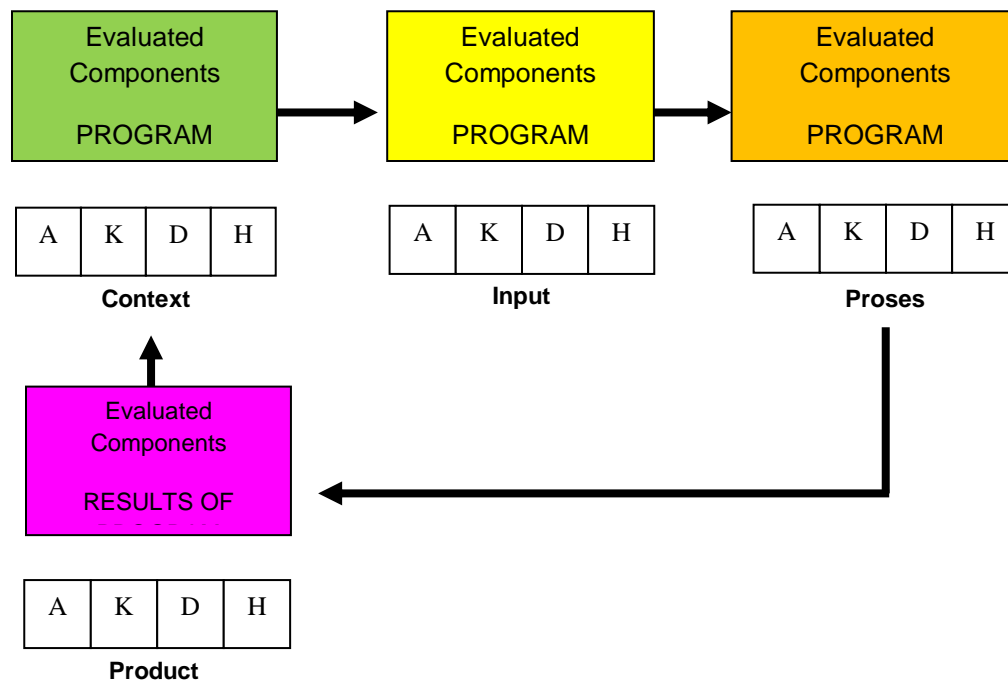 Evaluated
Components
PROGRAM
Evaluated
Components
PROGRAM
Evaluated
Components
PROGRAM
A K D H
Context
A K D H
Input
A K D H
Proses
Evaluated
Components
RESULTS OF
A K D H
Product